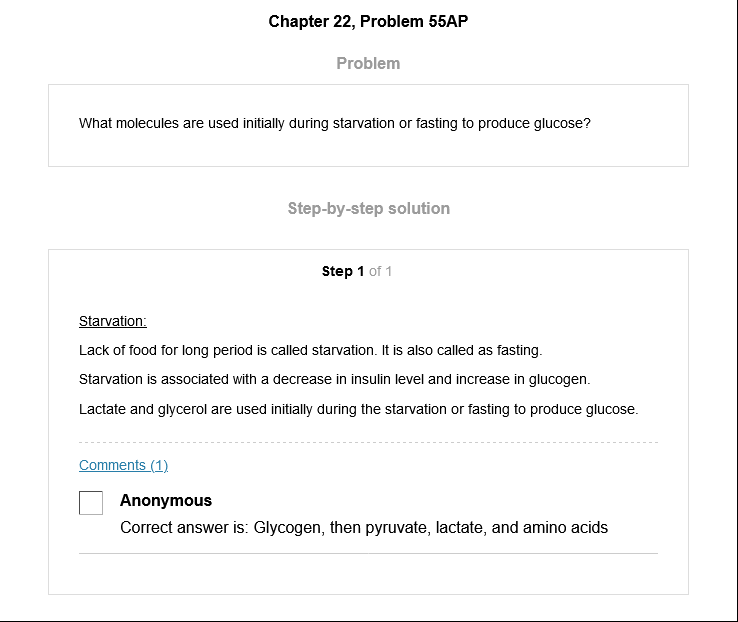 Chapter 22, Problem 55AP
Problem
What molecules are used initially during starvation or fasting to produce glucose?
Step-by-step solution
Step 1 of 1
Starvation:
Lack of food for long period is called starvation. It is also called as fasting.
Starvation is associated with a decrease in insulin level and increase in glucogen.
Lactate and glycerol are used initially during the starvation or fasting to produce glucose.
Comments (1)
Anonymous
Correct answer is: Glycogen, then pyruvate, lactate, and amino acids